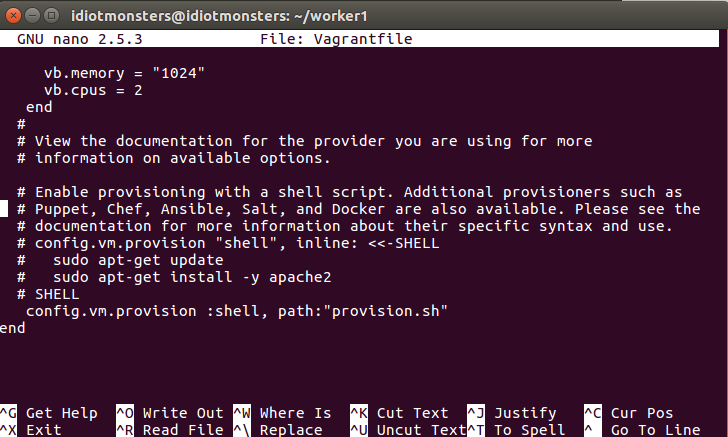 idiotmonsters@idiotmonsters: ~/worker1
GNU nano 2.5.3 File: Vagrantfile
vb.memory = "1024"
vb.cpus = 2
end
#
# View the documentation for the provider you are using for more
# information on available options.
# Enable provisioning with a shell script. Additional provisioners such as
# Puppet, Chef, Ansible, Salt, and Docker are also available. Please see the
# documentation for more information about their specific syntax and use.
# config.vm.provision "shell", inline: <<-SHELL
#   sudo apt-get update
#   sudo apt-get install -y apache2
# SHELL
config.vm.provision :shell, path:"provision.sh"
end
^G Get Help ^O Write Out ^W Where Is ^K Cut Text ^J Justify ^C Cur Pos
^X Exit ^R Read File ^\ Replace ^U Uncut Text ^T To Spell ^_ Go To Line